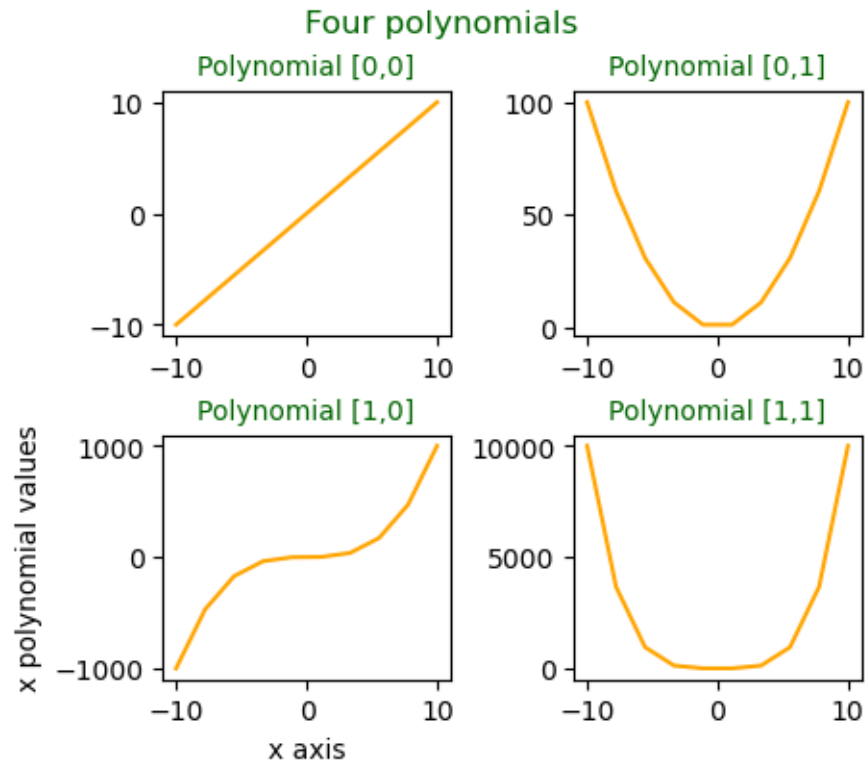 Four polynomials
Polynomial [0,0]
10
0
−10
−10 0 10
Polynomial [0,1]
100
50
0
−10 0 10
Polynomial [1,0]
x polynomial values
1000
0
−1000
−10 0 10
x axis
Polynomial [1,1]
10000
5000
0
−10 0 10